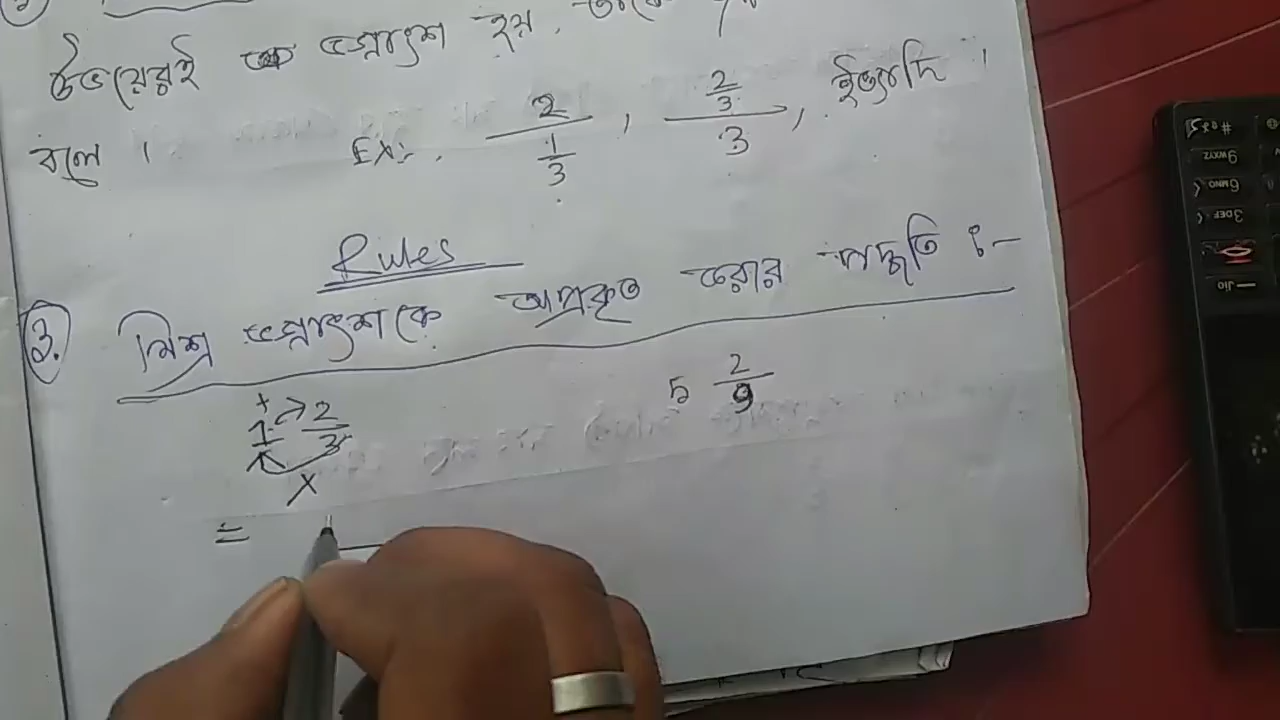 উভয়েরই ভগ্নাংশ হয়, তাকে
বলে । Ex:- 2/(1/3) , (2/3)/3 , ইত্যাদি ।
Rules
3. মিশ্র ভগ্নাংশকে অপ্রকৃত করার পদ্ধতি ঃ-
+
1 2/3 5 2/9
×
=